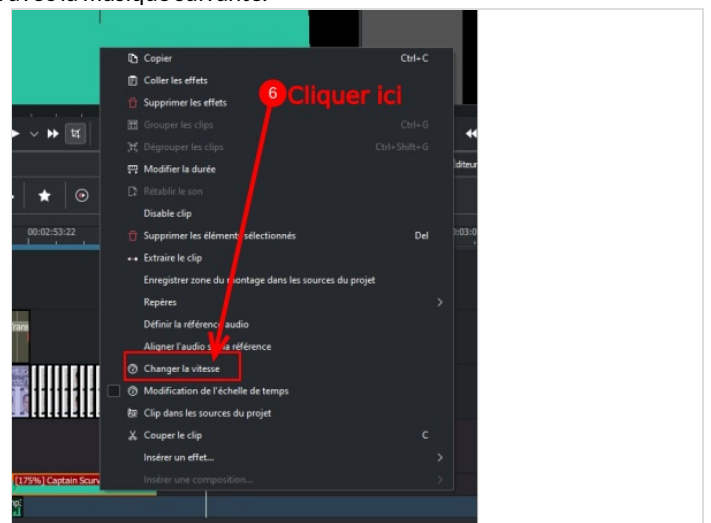 avec la musique suivante.
Copier Ctrl+C
Coller les effets
6 Cliquer ici
Supprimer les effets
Grouper les clips Ctrl+G
Dégrouper les clips Ctrl+Shift+G
Modifier la durée
Rétablir le son
Disable clip
00:02:53:22
Supprimer les éléments sélectionnés Del
Extraire le clip
Enregistrer zone du montage dans les sources du projet
Repères
Définir la référence audio
Aligner l'audio sur la référence
Changer la vitesse
Modification de l'échelle de temps
Clip dans les sources du projet
Couper le clip C
Insérer un effet...
Insérer une composition...
[175%] Captain Scurv